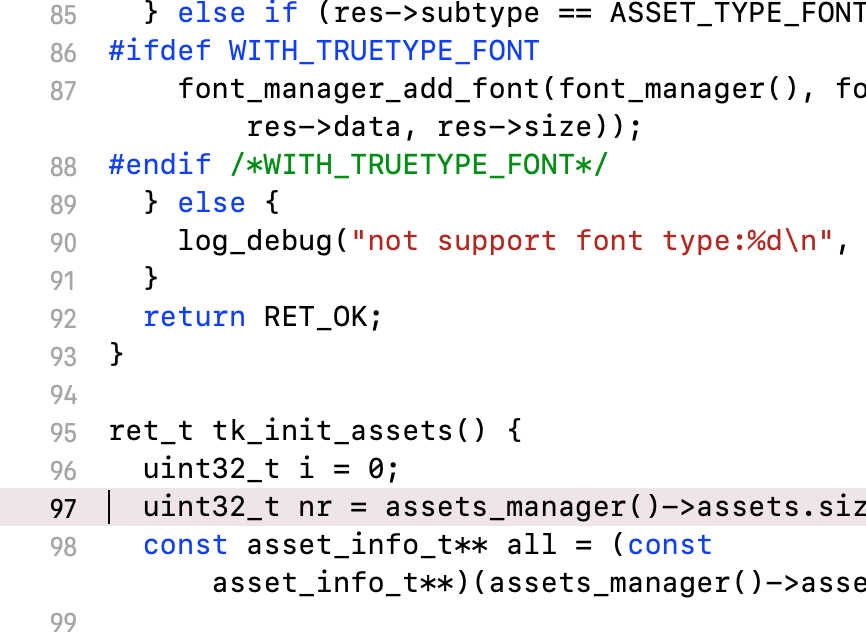 85 } else if (res->subtype == ASSET_TYPE_FONT
86 #ifdef WITH_TRUETYPE_FONT
87 font_manager_add_font(font_manager(), fo
res->data, res->size));
88 #endif /*WITH_TRUETYPE_FONT*/
89 } else {
90 log_debug("not support font type:%d\n",
91 }
92 return RET_OK;
93 }
94
95 ret_t tk_init_assets() {
96 uint32_t i = 0;
97 uint32_t nr = assets_manager()->assets.siz
98 const asset_info_t** all = (const
asset_info_t**)(assets_manager()->asse
99